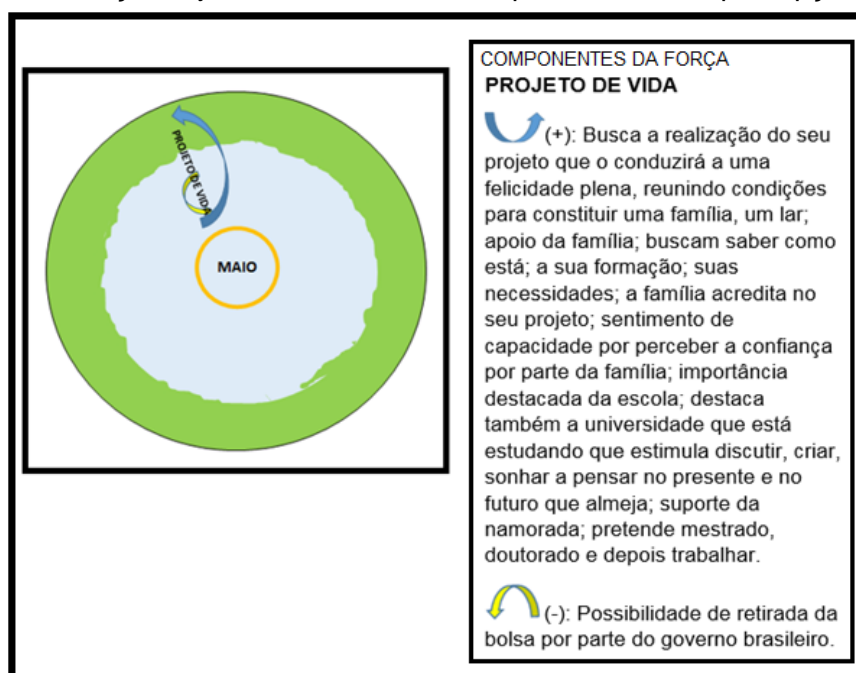 PROJETO DE VIDA
MAIO
COMPONENTES DA FORÇA
PROJETO DE VIDA
(+): Busca a realização do seu
projeto que o conduzirá a uma
felicidade plena, reunindo condições
para constituir uma família, um lar;
apoio da família; buscam saber como
está; a sua formação; suas
necessidades; a família acredita no
seu projeto; sentimento de
capacidade por perceber a confiança
por parte da família; importância
destacada da escola; destaca
também a universidade que está
estudando que estimula discutir, criar,
sonhar a pensar no presente e no
futuro que almeja; suporte da
namorada; pretende mestrado,
doutorado e depois trabalhar.
(-): Possibilidade de retirada da
bolsa por parte do governo brasileiro.